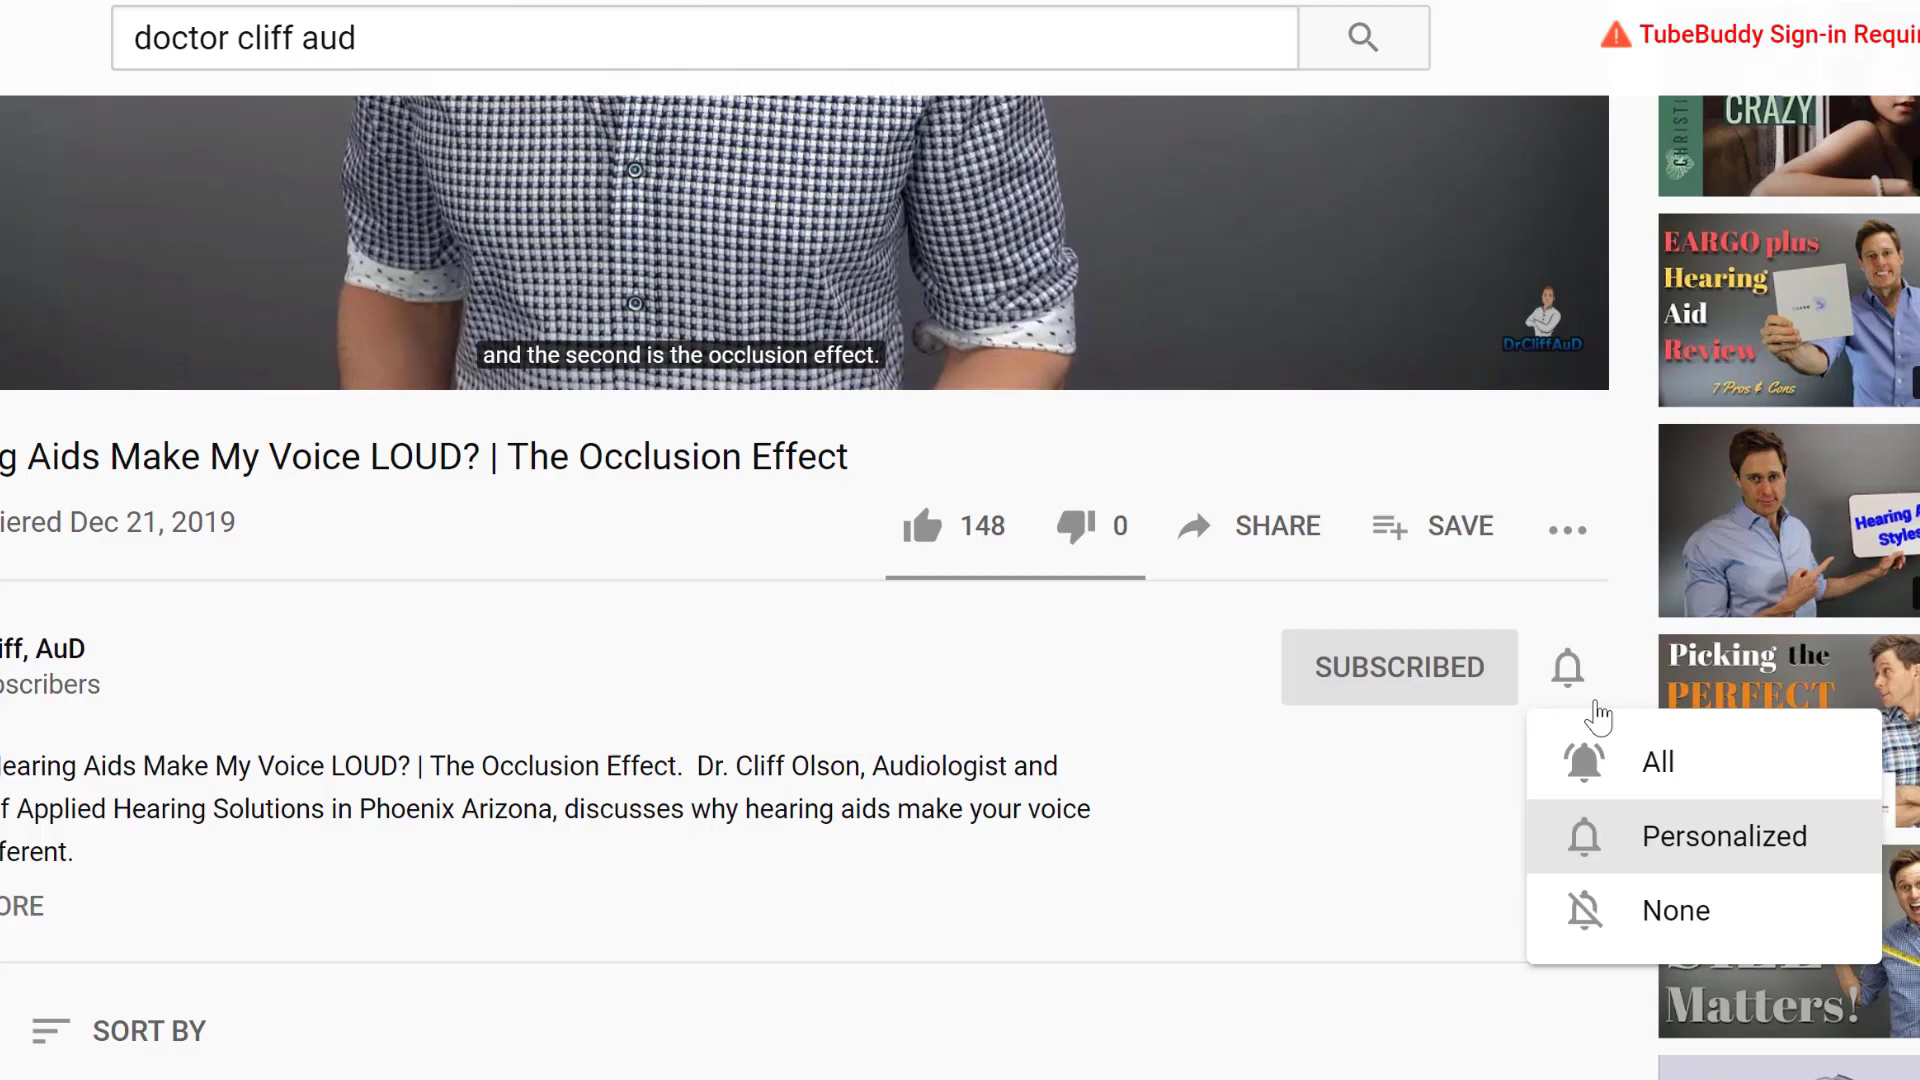 doctor cliff aud
TubeBuddy Sign-in Requi
CRAZY
CHRISTI
EARGO plus
Hearing
Aid
Review
7 Pros & Cons
DrCliffAuD
and the second is the occlusion effect.
g Aids Make My Voice LOUD? | The Occlusion Effect
iered Dec 21, 2019
148
0
SHARE
SAVE
Hearing A
Styles
iff, AuD
bscribers
SUBSCRIBED
Picking the
PERFECT
All
Personalized
None
learing Aids Make My Voice LOUD? | The Occlusion Effect. Dr. Cliff Olson, Audiologist and
f Applied Hearing Solutions in Phoenix Arizona, discusses why hearing aids make your voice
ferent.
ORE
Matters!
SORT BY